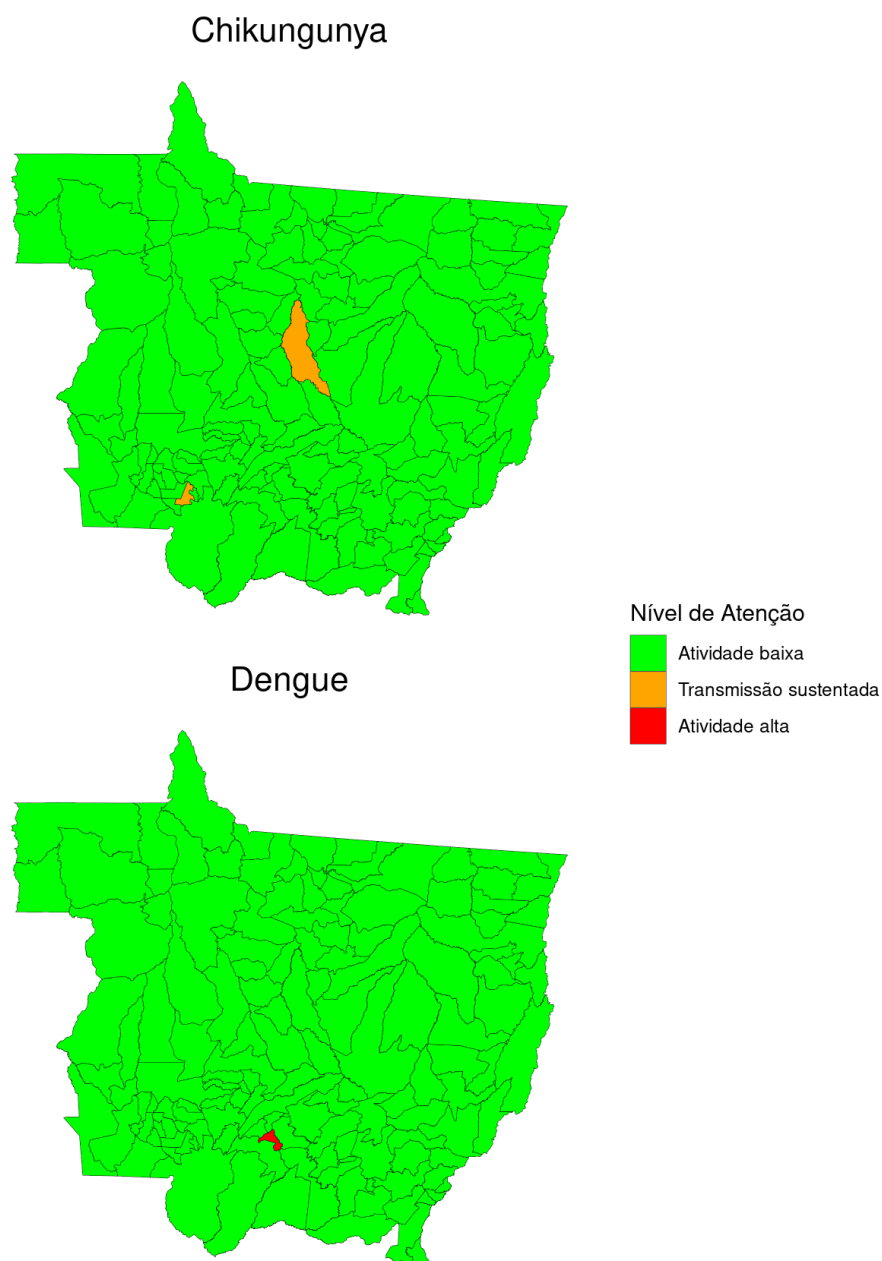 Chikungunya
Nível de Atenção
Atividade baixa
Transmissão sustentada
Atividade alta
Dengue